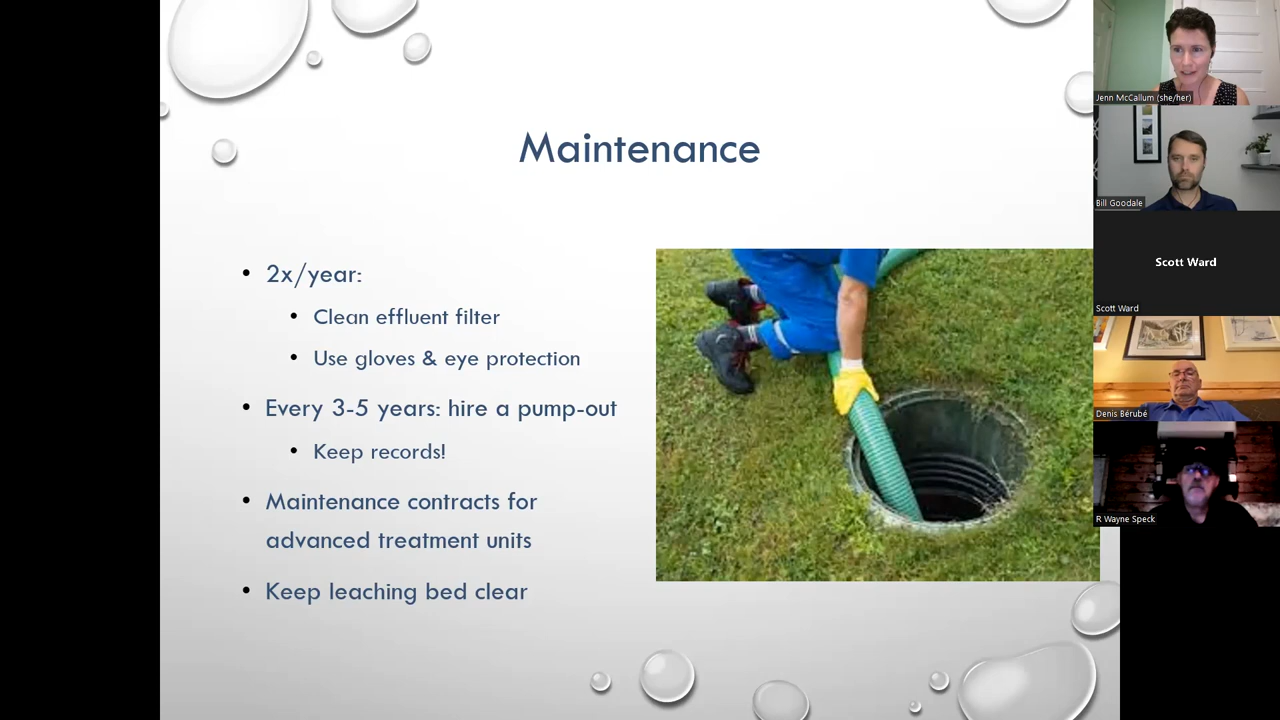 Maintenance
2x/year:
Clean effluent filter
Use gloves & eye protection
Every 3-5 years: hire a pump-out
Keep records!
Maintenance contracts for
advanced treatment units
Keep leaching bed clear
Jenn McCallum (she/her)
Bill Goodale
Scott Ward
Scott Ward
Denis Bérubé
R Wayne Speck